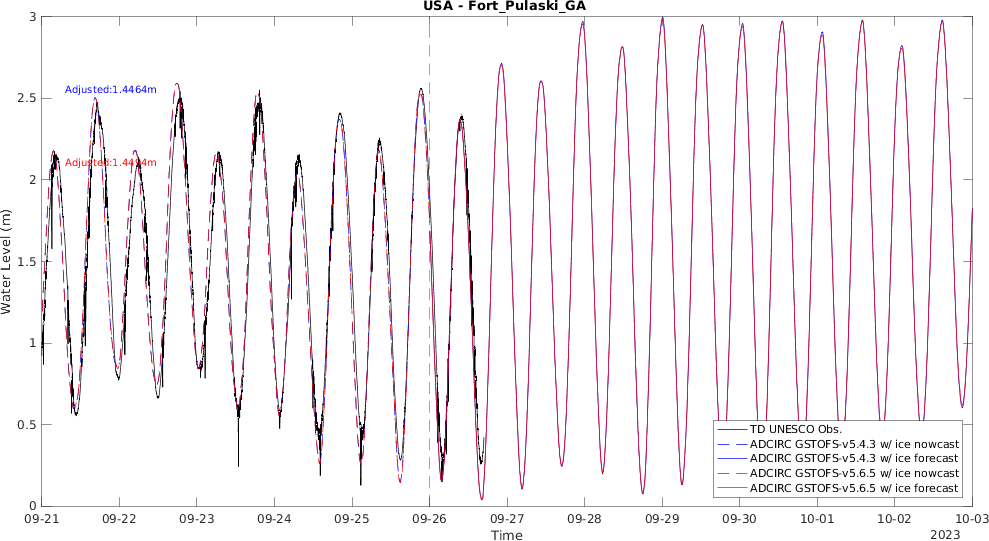 USA - Fort_Pulaski_GA
3
2.5
2
1.5
1
0.5
0
Water Level (m)
Adjusted:1.4464m
Adjusted:1.4494m
TD UNESCO Obs.
ADCIRC GSTOFS-v5.4.3 w/ ice nowcast
ADCIRC GSTOFS-v5.4.3 w/ ice forecast
ADCIRC GSTOFS-v5.6.5 w/ ice nowcast
ADCIRC GSTOFS-v5.6.5 w/ ice forecast
09-21 09-22 09-23 09-24 09-25 09-26 09-27 09-28 09-29 09-30 10-01 10-02 10-03
Time
2023